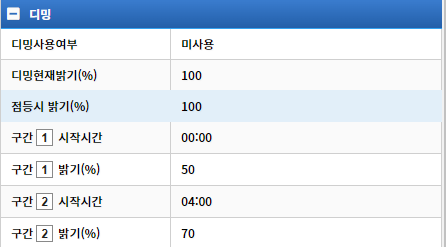 디밍
디밍사용여부 미사용
디밍현재밝기(%) 100
점등시 밝기(%) 100
구간 1 시작시간 00:00
구간 1 밝기(%) 50
구간 2 시작시간 04:00
구간 2 밝기(%) 70